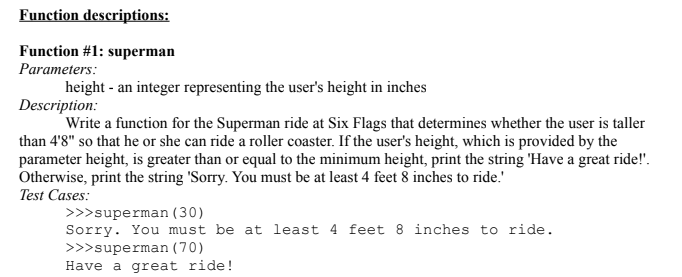 Function descriptions:
Function #1: superman
Parameters:
height - an integer representing the user's height in inches
Description:
Write a function for the Superman ride at Six Flags that determines whether the user is taller
than 4'8" so that he or she can ride a roller coaster. If the user's height, which is provided by the
parameter height, is greater than or equal to the minimum height, print the string 'Have a great ride!'.
Otherwise, print the string 'Sorry. You must be at least 4 feet 8 inches to ride.'
Test Cases:
>>>superman(30)
Sorry. You must be at least 4 feet 8 inches to ride.
>>>superman(70)
Have a great ride!